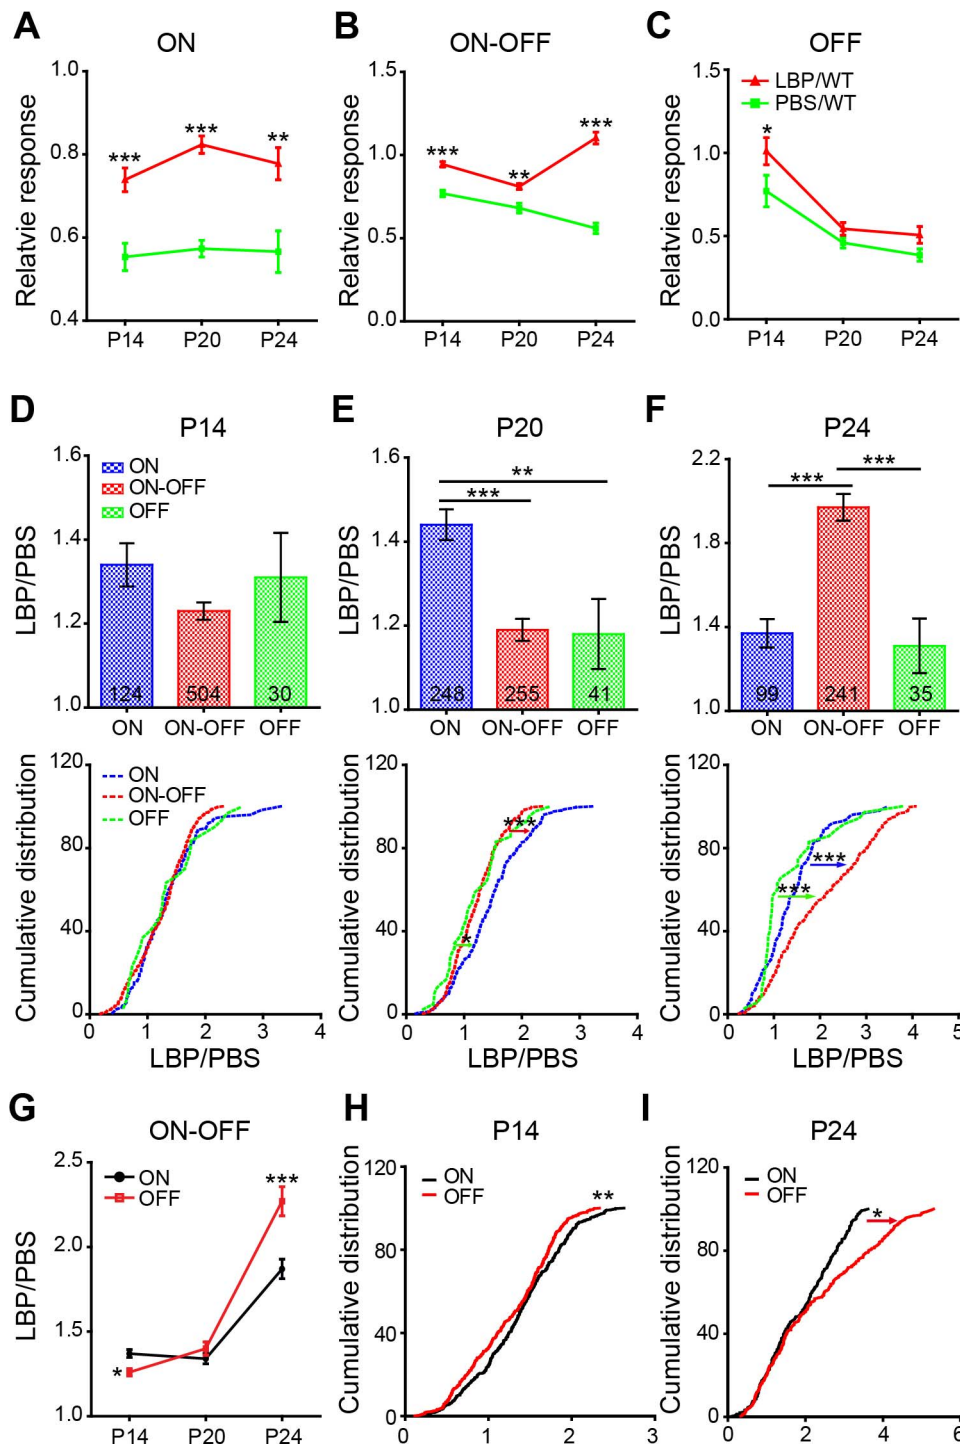 A
ON
Relatvie response
1.0
0.8
0.6
0.4
***
***
**
P14
P20
P24
B
ON-OFF
Relatvie response
1.5
1.0
0.5
0.0
***
**
***
P14
P20
P24
C
OFF
Relatvie response
1.5
1.0
0.5
0.0
LBP/WT
PBS/WT
*
P14
P20
P24
D
P14
LBP/PBS
1.6
1.4
1.2
1.0
ON
ON-OFF
OFF
124
504
30
ON
ON-OFF
OFF
E
P20
LBP/PBS
1.6
1.4
1.2
1.0
**
***
248
255
41
ON
ON-OFF
OFF
F
P24
LBP/PBS
2.2
1.8
1.4
1.0
***
***
99
241
35
ON
ON-OFF
OFF
Cumulative distribution
120
80
40
0
ON
ON-OFF
OFF
0
1
2
3
4
LBP/PBS
Cumulative distribution
120
80
40
0
***
*
0
1
2
3
4
LBP/PBS
Cumulative distribution
120
80
40
0
***
***
0
1
2
3
4
5
LBP/PBS
G
ON-OFF
LBP/PBS
2.5
2.0
1.5
1.0
ON
OFF
***
*
P14
P20
P24
H
P14
Cumulative distribution
120
80
40
0
ON
OFF
**
0
1
2
3
I
P24
Cumulative distribution
120
80
40
0
ON
OFF
*
0
2
4
6